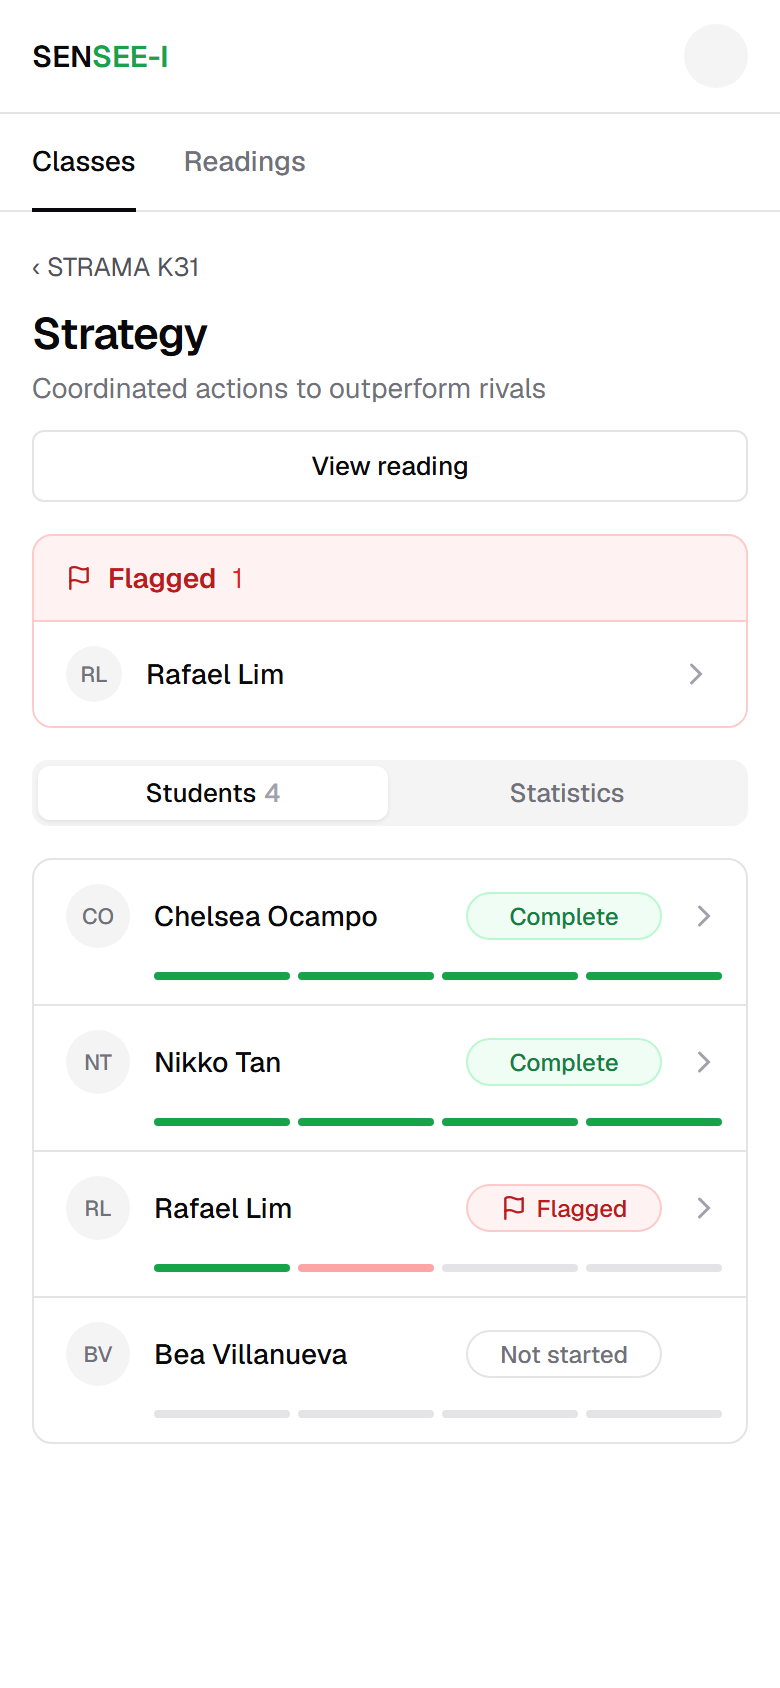 SENSEE-I
Classes Readings
‹ STRAMA K31
Strategy
Coordinated actions to outperform rivals
View reading
Flagged 1
RL Rafael Lim
Students 4 Statistics
CO Chelsea Ocampo Complete
NT Nikko Tan Complete
RL Rafael Lim Flagged
BV Bea Villanueva Not started